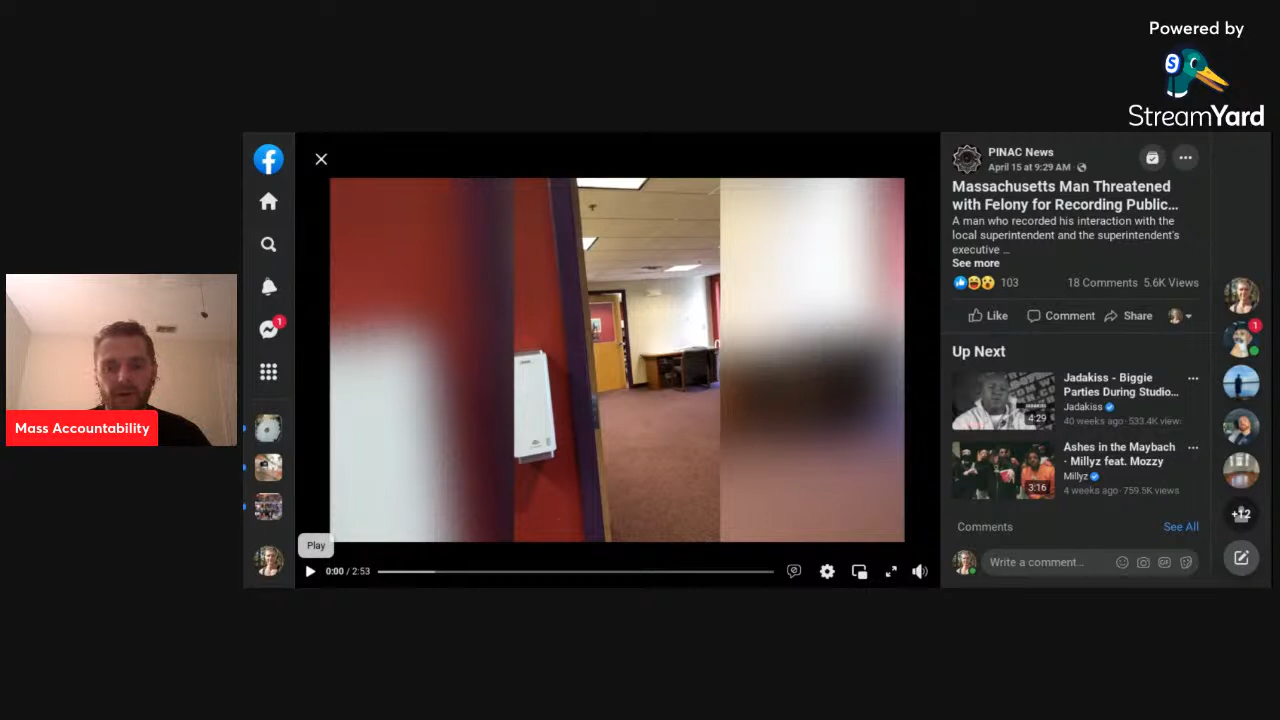 Powered by
StreamYard
PINAC News
April 15 at 9:29 AM
Massachusetts Man Threatened
with Felony for Recording Public...
A man who recorded his interaction with the
local superintendent and the superintendent's
executive ...
See more
103
18 Comments 5.6K Views
Like
Comment
Share
Up Next
Jadakiss - Biggie
Parties During Studio...
Jadakiss
40 weeks ago · 533.4K views
4:29
Ashes in the Maybach
- Millyz feat. Mozzy
Millyz
4 weeks ago · 759.5K views
3:16
Comments
See All
Write a comment...
GIF
1
1
+12
Mass Accountability
Play
0:00 / 2:53